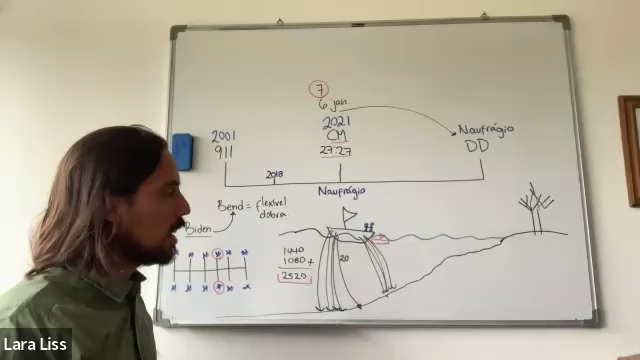 7
6 jan.
2021
CM
27:27
2001
911
Naufrágio
DD
2018
Naufrágio
Bend = flexível
dobra
Biden
1440
1080+
2520
20
Lara Liss